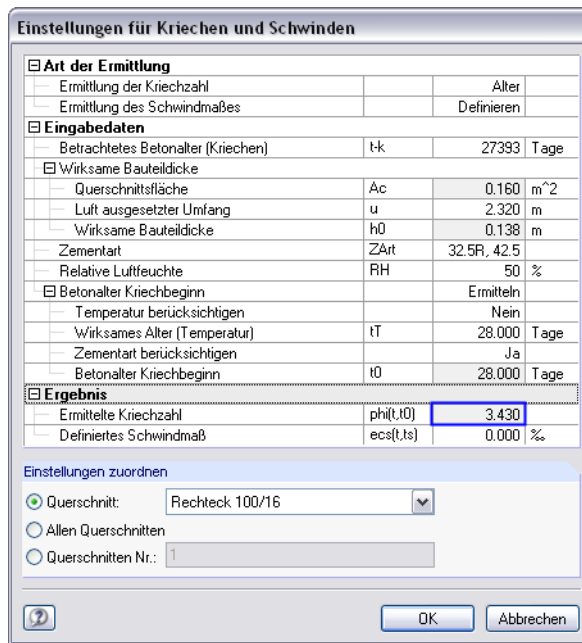 Einstellungen für Kriechen und Schwinden
Art der Ermittlung
Ermittlung der Kriechzahl Alter
Ermittlung des Schwindmaßes Definieren
Eingabedaten
Betrachtetes Betonalter (Kriechen) t-k 27393 Tage
Wirksame Bauteildicke
Querschnittsfläche Ac 0.160 m^2
Luft ausgesetzter Umfang u 2.320 m
Wirksame Bauteildicke h0 0.138 m
Zementart ZArt 32.5R, 42.5
Relative Luftfeuchte RH 50 %
Betonalter Kriechbeginn Ermitteln
Temperatur berücksichtigen Nein
Wirksames Alter (Temperatur) tT 28.000 Tage
Zementart berücksichtigen Ja
Betonalter Kriechbeginn t0 28.000 Tage
Ergebnis
Ermittelte Kriechzahl phi(t,t0) 3.430
Definiertes Schwindmaß ecs(t,ts) 0.000 ‰
Einstellungen zuordnen
Querschnitt: Rechteck 100/16
Allen Querschnitten
Querschnitten Nr.: 1
OK Abbrechen